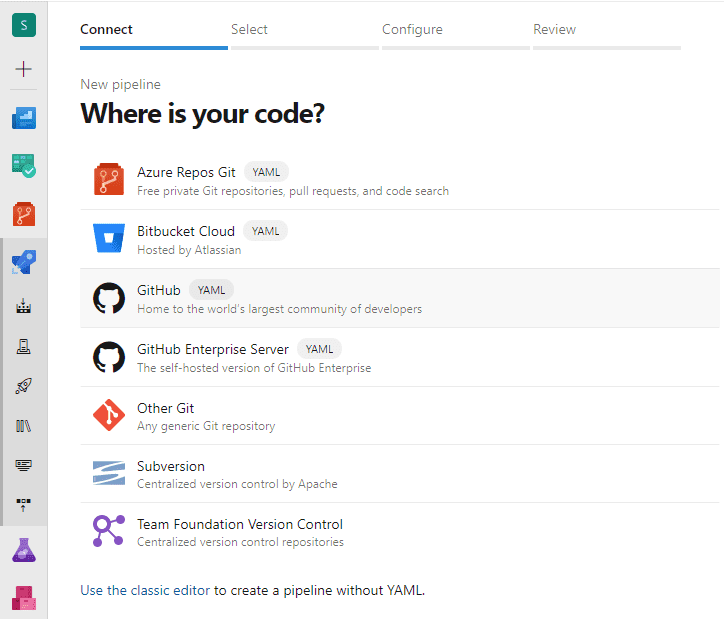 S
Connect
Select
Configure
Review
New pipeline
Where is your code?
Azure Repos Git YAML
Free private Git repositories, pull requests, and code search
Bitbucket Cloud YAML
Hosted by Atlassian
GitHub YAML
Home to the world's largest community of developers
GitHub Enterprise Server YAML
The self-hosted version of GitHub Enterprise
Other Git
Any generic Git repository
Subversion
Centralized version control by Apache
Team Foundation Version Control
Centralized version control repositories
Use the classic editor to create a pipeline without YAML.